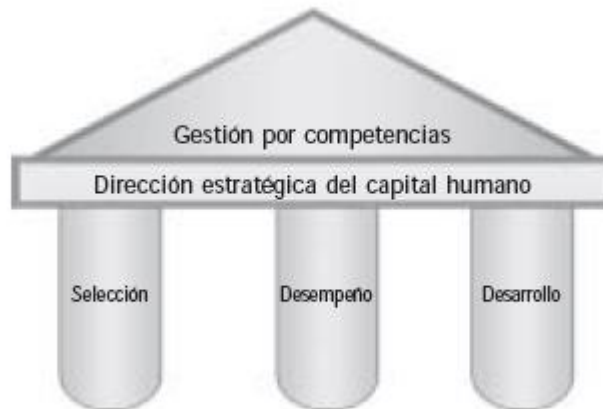 Gestión por competencias
Dirección estratégica del capital humano
Selección
Desempeño
Desarrollo